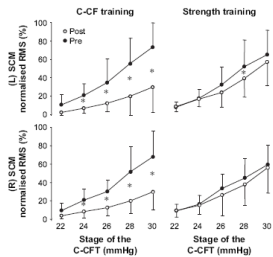 C-CF training
Strength training
Post
Pre
(L) SCM
normalised RMS (%)
100
80
60
40
20
0
*
*
*
*
*
*
(R) SCM
normalised RMS (%)
100
80
60
40
20
0
*
*
*
*
22 24 26 28 30
22 24 26 28 30
Stage of the
C-CFT (mmHg)
Stage of the
C-CFT (mmHg)